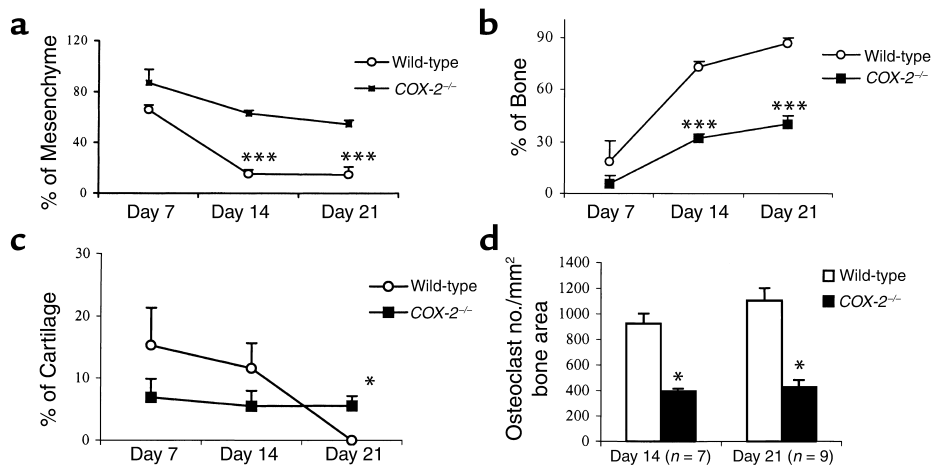 a
120
80
40
0
% of Mesenchyme
Wild-type
COX-2⁻/⁻
***
***
Day 7
Day 14
Day 21
b
90
60
30
0
% of Bone
Wild-type
COX-2⁻/⁻
***
***
Day 7
Day 14
Day 21
c
30
20
10
0
% of Cartilage
Wild-type
COX-2⁻/⁻
*
Day 7
Day 14
Day 21
d
1400
1200
1000
800
600
400
200
0
Osteoclast no./mm²
bone area
Wild-type
COX-2⁻/⁻
*
*
Day 14 (n = 7)
Day 21 (n = 9)